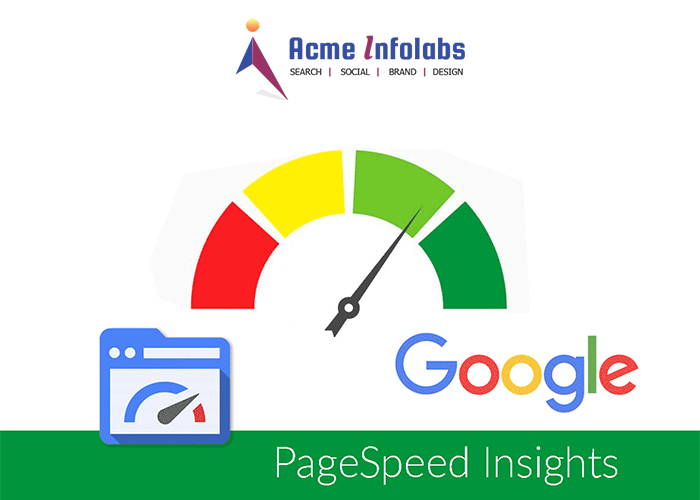 Acme Infolabs
SEARCH | SOCIAL | BRAND | DESIGN
Google
PageSpeed Insights